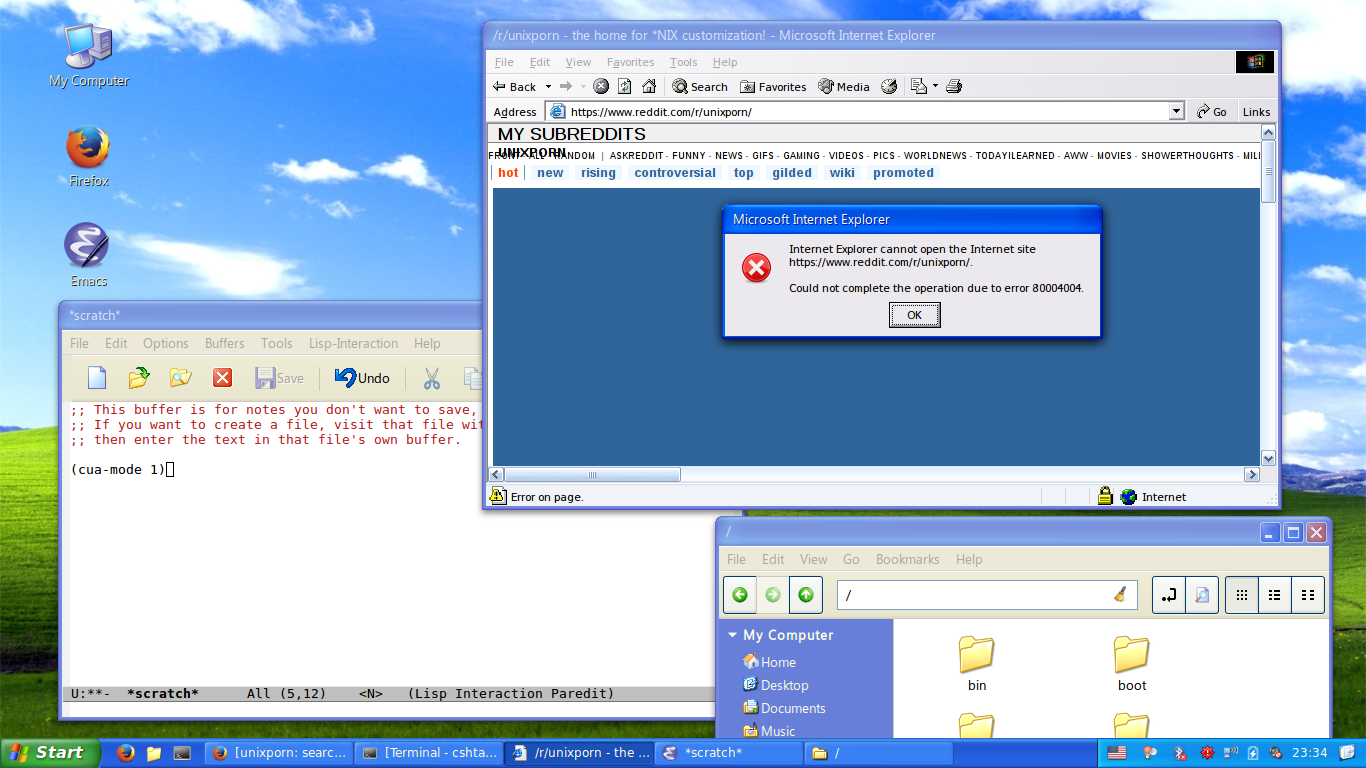 My Computer
Firefox
Emacs
/r/unixporn - the home for *NIX customization! - Microsoft Internet Explorer
File Edit View Favorites Tools Help
Back Search Favorites Media
Address https://www.reddit.com/r/unixporn/ Go Links
MY SUBREDDITS
UNIXPORN
FRONT - ALL - RANDOM | ASKREDDIT - FUNNY - NEWS - GIFS - GAMING - VIDEOS - PICS - WORLDNEWS - TODAYILEARNED - AWW - MOVIES - SHOWERTHOUGHTS - MIL
hot new rising controversial top gilded wiki promoted
Microsoft Internet Explorer
Internet Explorer cannot open the Internet site
https://www.reddit.com/r/unixporn/.
Could not complete the operation due to error 80004004.
OK
Error on page.
Internet
*scratch*
File Edit Options Buffers Tools Lisp-Interaction Help
Save Undo
;; This buffer is for notes you don't want to save,
;; If you want to create a file, visit that file wit
;; then enter the text in that file's own buffer.
(cua-mode 1)
U:**- *scratch* All (5,12) <N> (Lisp Interaction Paredit)
/
File Edit View Go Bookmarks Help
/
My Computer
Home
Desktop
Documents
Music
bin
boot
Start
[unixporn: searc...
[Terminal - cshta...
/r/unixporn - the ...
*scratch*
/
23:34